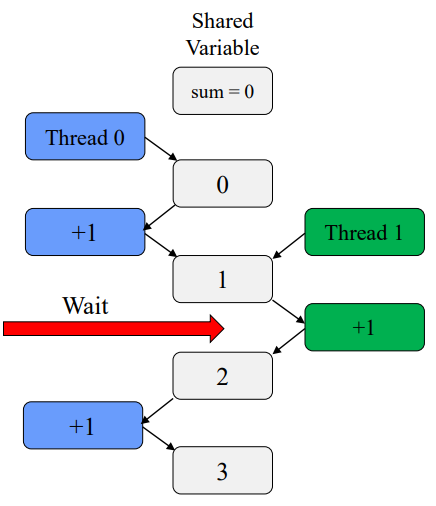 Shared
Variable
sum = 0
Thread 0
0
+1
Thread 1
1
Wait
+1
2
+1
3